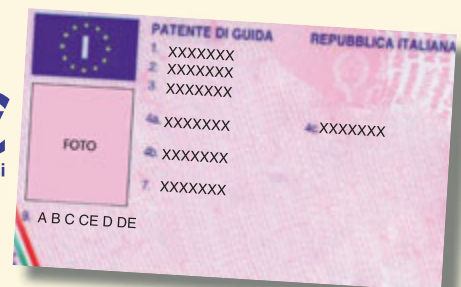 PATENTE DI GUIDA REPUBBLICA ITALIANA
I
1. XXXXXXX
2. XXXXXXX
3. XXXXXXX
4a. XXXXXXX 4c. XXXXXXX
FOTO
4b. XXXXXXX
7. XXXXXXX
9. A B C CE D DE